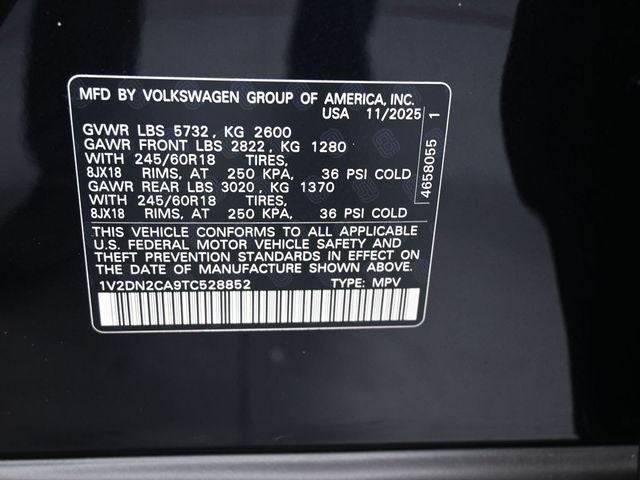 MFD BY VOLKSWAGEN GROUP OF AMERICA, INC.
USA 11/2025
GVWR LBS 5732, KG 2600
GAWR FRONT LBS 2822, KG 1280
WITH 245/60R18 TIRES,
8JX18 RIMS, AT 250 KPA, 36 PSI COLD
GAWR REAR LBS 3020, KG 1370
WITH 245/60R18 TIRES,
8JX18 RIMS, AT 250 KPA, 36 PSI COLD
THIS VEHICLE CONFORMS TO ALL APPLICABLE
U.S. FEDERAL MOTOR VEHICLE SAFETY AND
THEFT PREVENTION STANDARDS IN EFFECT ON
THE DATE OF MANUFACTURE SHOWN ABOVE.
1V2DN2CA9TC528852 TYPE: MPV
4658055 1